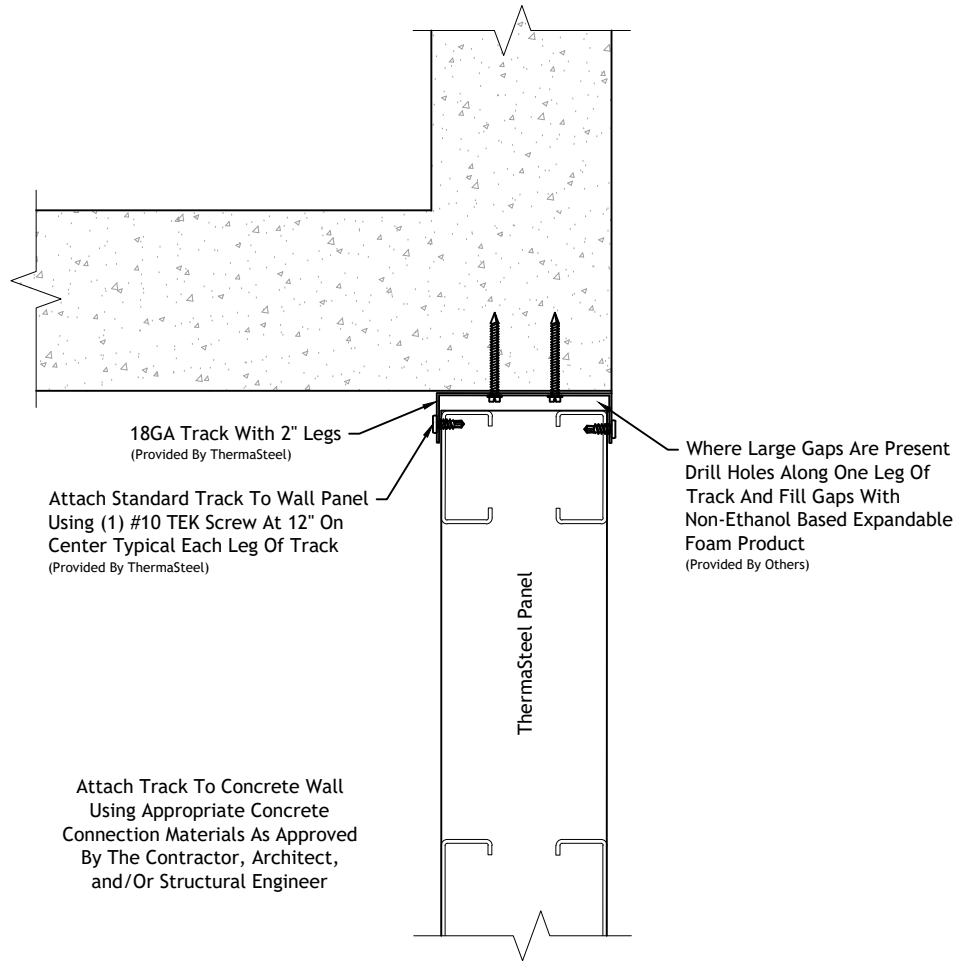 18GA Track With 2" Legs
(Provided By ThermaSteel)
Attach Standard Track To Wall Panel
Using (1) #10 TEK Screw At 12" On
Center Typical Each Leg Of Track
(Provided By ThermaSteel)
Where Large Gaps Are Present
Drill Holes Along One Leg Of
Track And Fill Gaps With
Non-Ethanol Based Expandable
Foam Product
(Provided By Others)
ThermaSteel Panel
Attach Track To Concrete Wall
Using Appropriate Concrete
Connection Materials As Approved
By The Contractor, Architect,
and/Or Structural Engineer